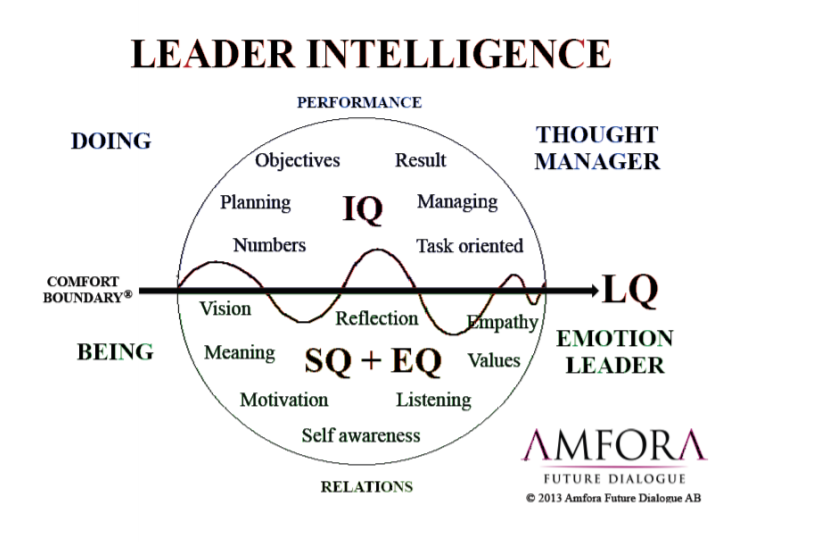 LEADER INTELLIGENCE
PERFORMANCE
DOING
THOUGHT
MANAGER
Objectives Result
Planning IQ Managing
Numbers Task oriented
COMFORT
BOUNDARY®
LQ
Vision Reflection Empathy
BEING
EMOTION
LEADER
Meaning SQ + EQ Values
Motivation Listening
Self awareness
RELATIONS
AMFORA
FUTURE DIALOGUE
© 2013 Amfora Future Dialogue AB